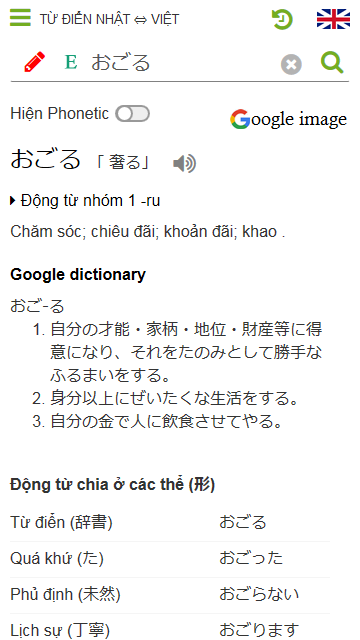 TỪ ĐIỂN NHẬT ⇔ VIỆT
E おごる
Hiện Phonetic
Google image
おごる 「 奢る」
Động từ nhóm 1 -ru
Chăm sóc; chiêu đãi; khoản đãi; khao .
Google dictionary
おご-る
1. 自分の才能・家柄・地位・財産等に得
意になり、それをたのみとして勝手な
ふるまいをする。
2. 身分以上にぜいたくな生活をする。
3. 自分の金で人に飲食させてやる。
Động từ chia ở các thể (形)
Từ điển (辞書) おごる
Quá khứ (た) おごった
Phủ định (未然) おごらない
Lịch sự (丁寧) おごります